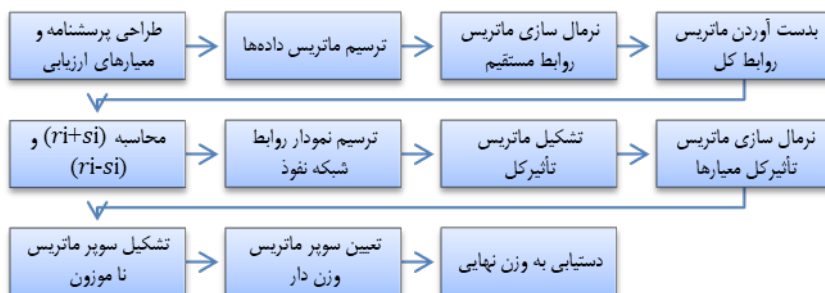 طراحی پرسشنامه و
معیارهای ارزیابی
ترسیم ماتریس داده‌ها
نرمال سازی ماتریس
روابط مستقیم
بدست آوردن ماتریس
روابط کل
محاسبه (ri+si) و
(ri-si)
ترسیم نمودار روابط
شبکه نفوذ
تشکیل ماتریس
تأثیرکل
نرمال سازی ماتریس
تأثیرکل معیارها
تشکیل سوپر ماتریس
نا موزون
تعیین سوپر ماتریس
وزن دار
دستیابی به وزن نهایی